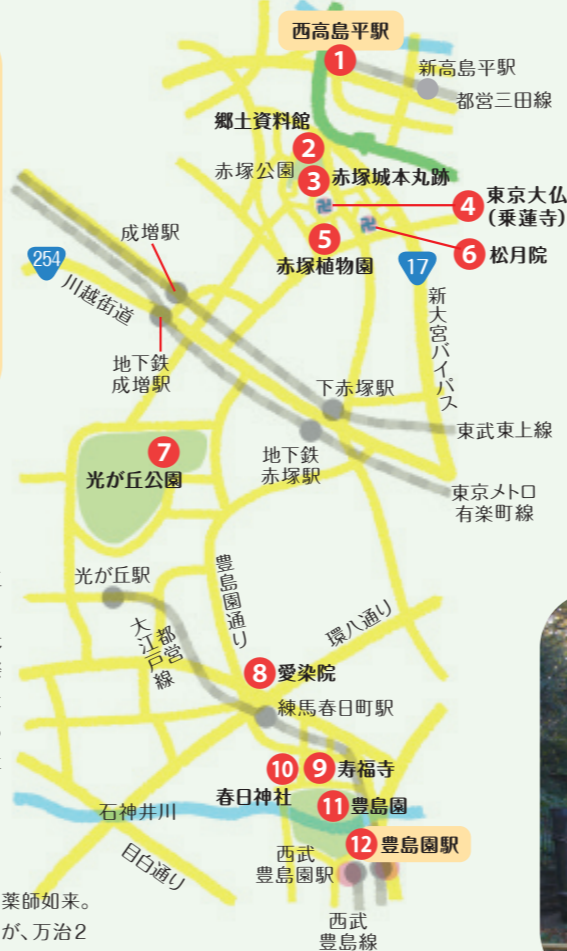 西高島平駅
1
新高島平駅
都営三田線
郷土資料館
2
赤塚公園
3
赤塚城本丸跡
4
東京大仏
(乗蓮寺)
5
赤塚植物園
6
松月院
成増駅
254
川越街道
17
新大宮バイパス
地下鉄
成増駅
下赤塚駅
東武東上線
地下鉄
赤塚駅
東京メトロ
有楽町線
7
光が丘公園
光が丘駅
豊島園通り
環八通り
都営
大江戸線
8
愛染院
練馬春日町駅
10
9
寿福寺
春日神社
石神井川
11
豊島園
12
豊島園駅
目白通り
西武
豊島園駅
西武
豊島線
薬師如来。
が、万治2